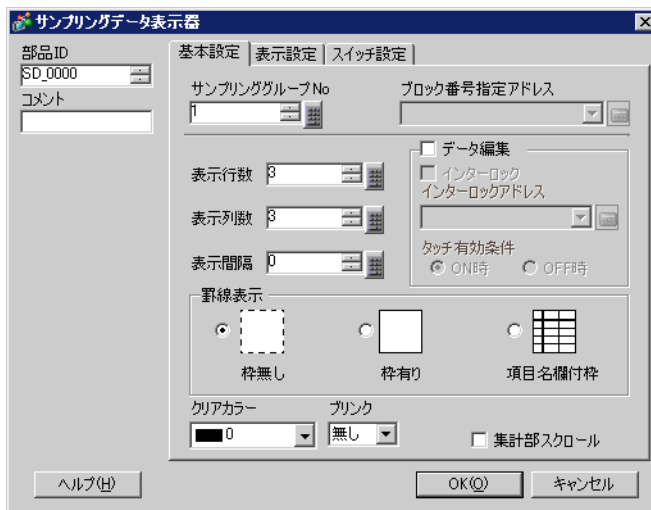 サンプリングデータ表示器
部品ID
SD_0000
コメント
基本設定
表示設定
スイッチ設定
サンプリンググループNo
1
ブロック番号指定アドレス
表示行数 3
表示列数 3
表示間隔 0
データ編集
インターロック
インターロックアドレス
タッチ有効条件
ON時 OFF時
罫線表示
枠無し
枠有り
項目名欄付枠
クリアカラー
0
ブリンク
無し
集計部スクロール
ヘルプ(H)
OK(O)
キャンセル